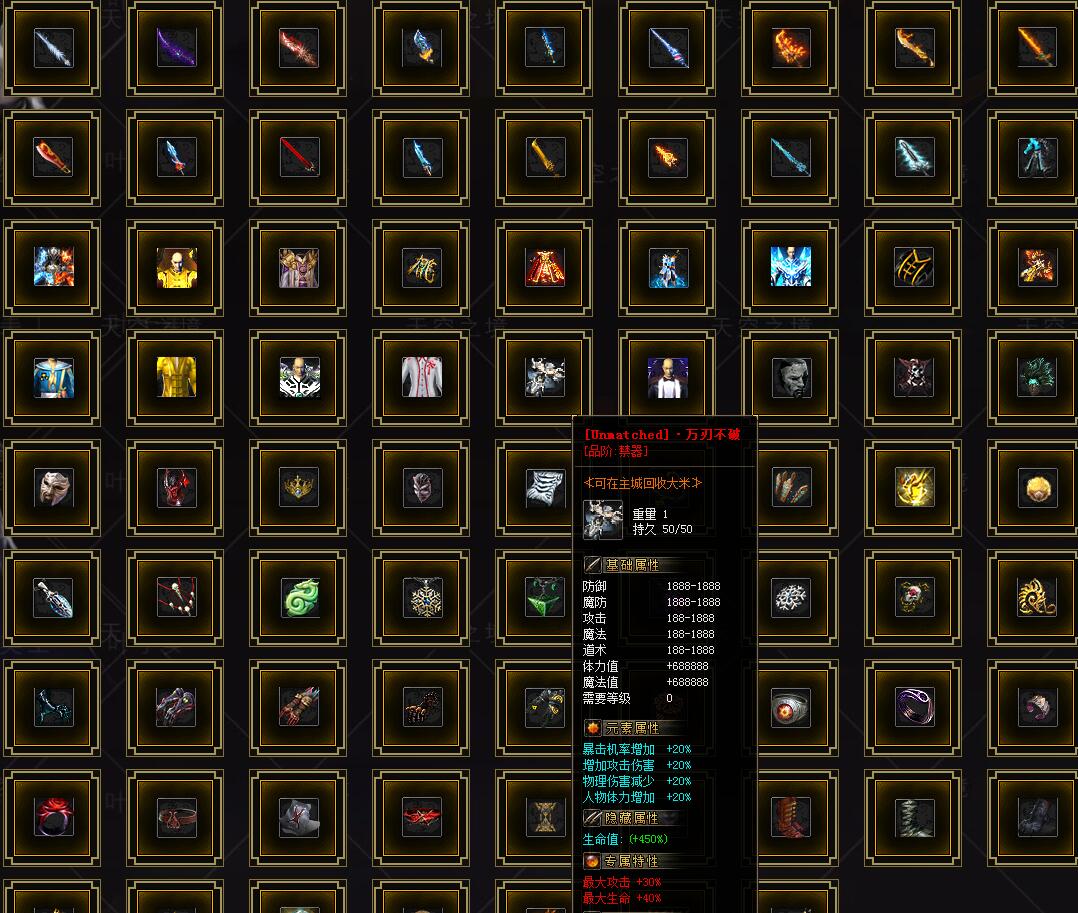 [Unmatched]·万刃不破
[品阶:禁器]
≮可在主城回收大米≯
重量 1
持久 50/50
基础属性
防御 1888-1888
魔防 1888-1888
攻击 188-1888
魔法 188-1888
道术 188-1888
体力值 +688888
魔法值 +688888
需要等级 0
元素属性
暴击机率增加 +20%
增加攻击伤害 +20%
物理伤害减少 +20%
人物体力增加 +20%
隐藏属性
生命值: (+450%)
专属特性
最大攻击 +30%
最大生命 +40%